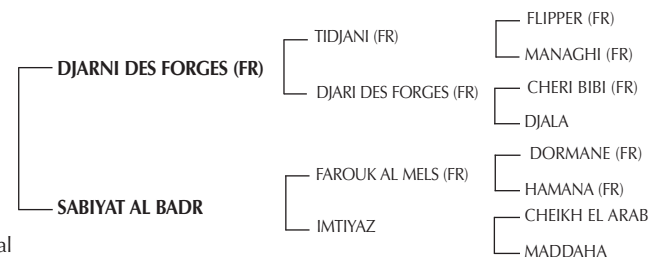 FLIPPER (FR)
TIDJANI (FR)
MANAGHI (FR)
DJARNI DES FORGES (FR)
CHERI BIBI (FR)
DJARI DES FORGES (FR)
DJALA
DORMANE (FR)
FAROUK AL MELS (FR)
HAMANA (FR)
SABIYAT AL BADR
CHEIKH EL ARAB
IMTIYAZ
al
MADDAHA